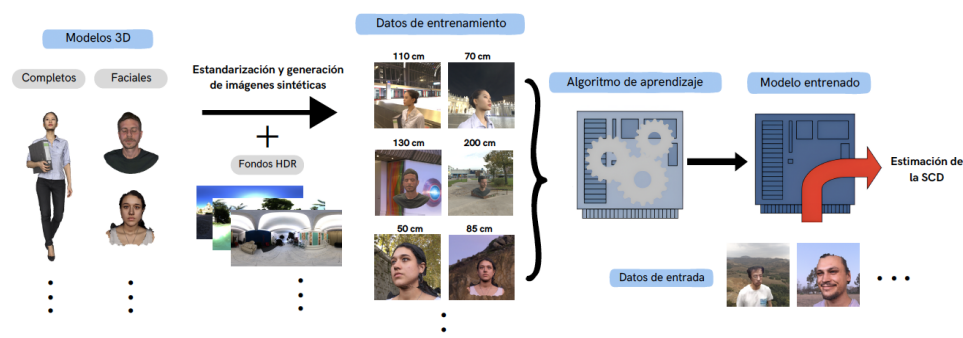 Modelos 3D
Completos
Faciales
Estandarización y generación
de imágenes sintéticas
Fondos HDR
Datos de entrenamiento
110 cm
70 cm
130 cm
200 cm
50 cm
85 cm
Algoritmo de aprendizaje
Modelo entrenado
Estimación de
la SCD
Datos de entrada